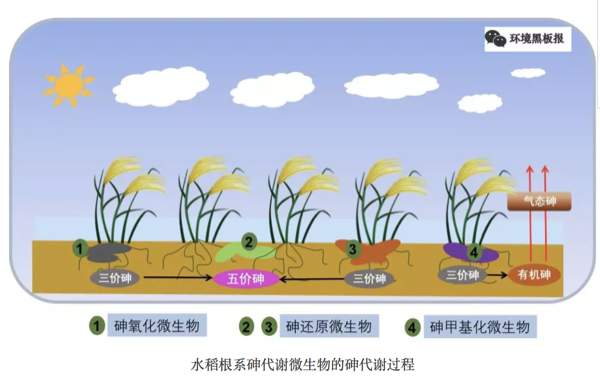 环境黑板报
气态砷
1
2
3
4
三价砷
五价砷
三价砷
三价砷
有机砷
1 砷氧化微生物
2 3 砷还原微生物
4 砷甲基化微生物
水稻根系砷代谢微生物的砷代谢过程